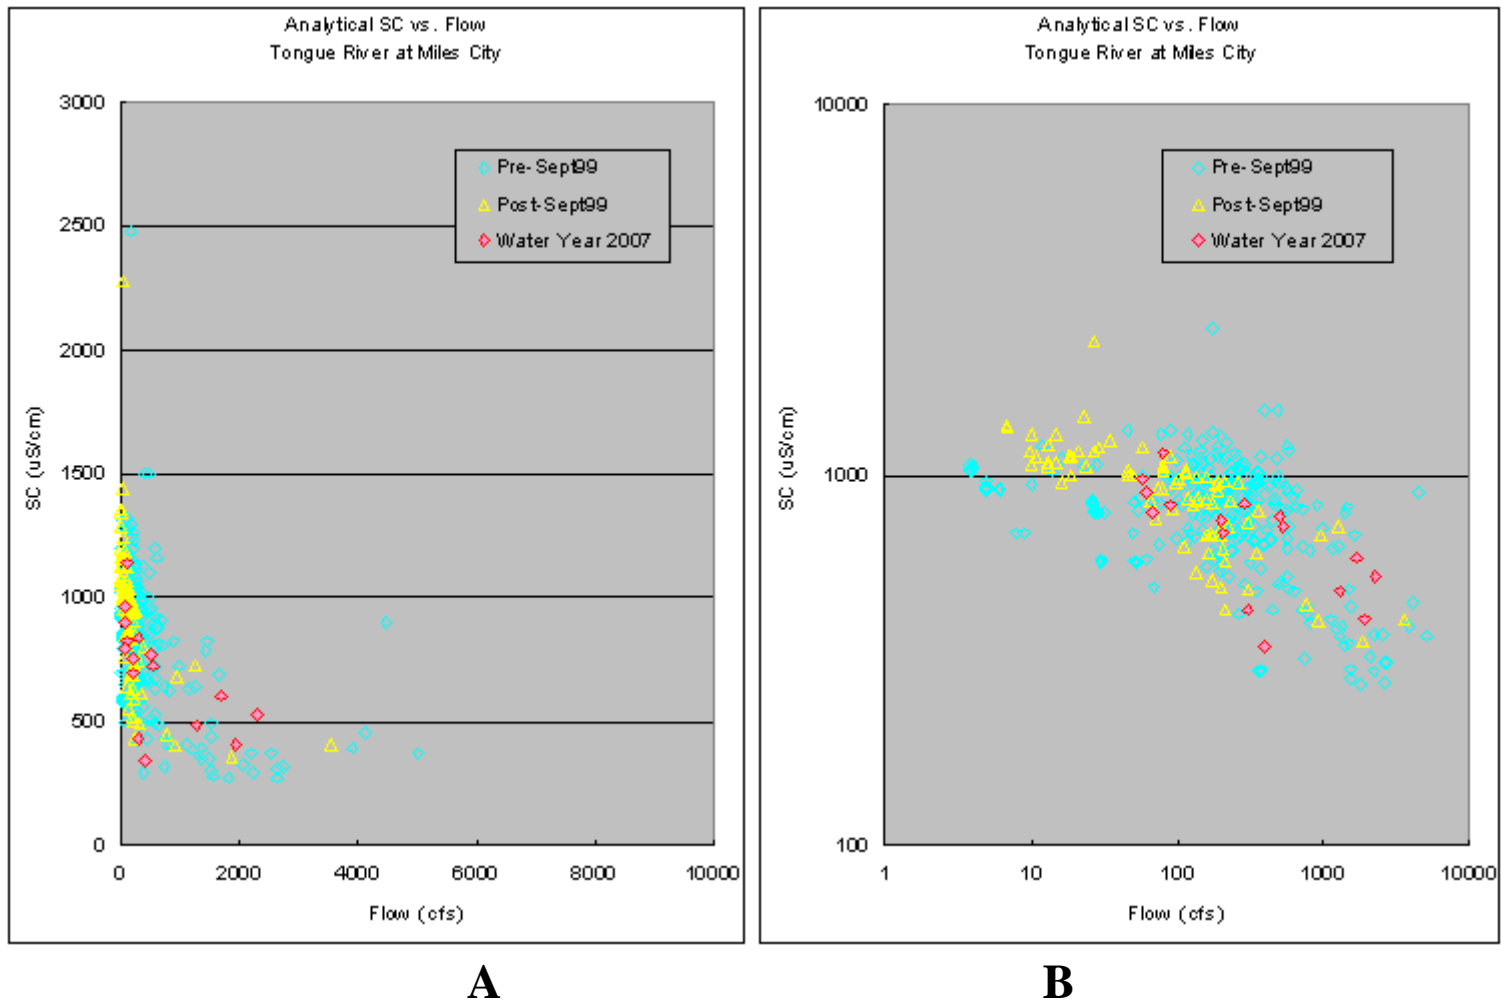 Analytical SC vs. Flow
Tongue River at Miles City
3000
2500
2000
1500
1000
500
0
SC (uS/cm)
Pre-Sept99
Post-Sept99
Water Year 2007
0 2000 4000 6000 8000 10000
Flow (cfs)
A
Analytical SC vs. Flow
Tongue River at Miles City
10000
1000
100
SC (uS/cm)
Pre-Sept99
Post-Sept99
Water Year 2007
1 10 100 1000 10000
Flow (cfs)
B